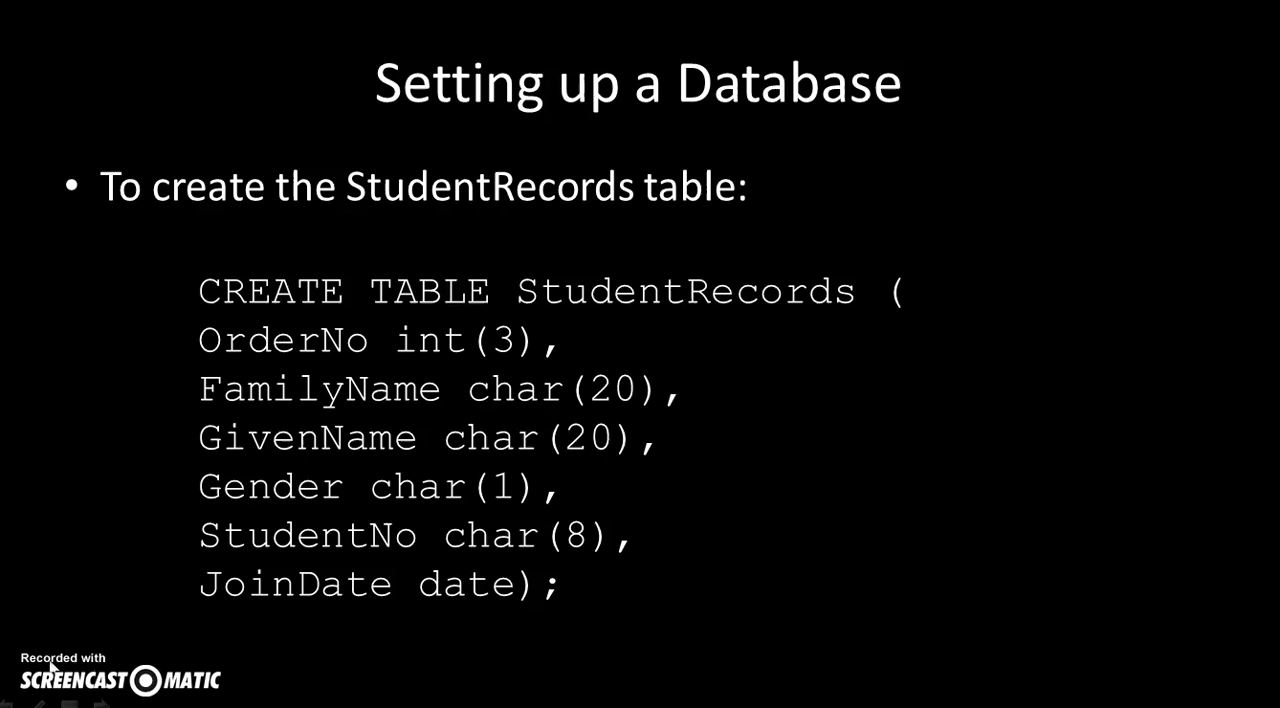 Setting up a Database
• To create the StudentRecords table:
CREATE TABLE StudentRecords (
OrderNo int(3),
FamilyName char(20),
GivenName char(20),
Gender char(1),
StudentNo char(8),
JoinDate date);
Recorded with
SCREENCAST MATIC